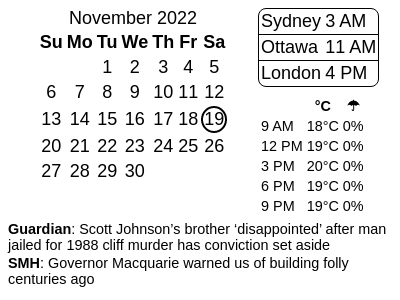 November 2022
Su Mo Tu We Th Fr Sa
1 2 3 4 5
6 7 8 9 10 11 12
13 14 15 16 17 18 19
20 21 22 23 24 25 26
27 28 29 30
Sydney 3 AM
Ottawa 11 AM
London 4 PM
°C ☂
9 AM 18°C 0%
12 PM 19°C 0%
3 PM 20°C 0%
6 PM 19°C 0%
9 PM 19°C 0%
Guardian: Scott Johnson’s brother ‘disappointed’ after man
jailed for 1988 cliff murder has conviction set aside
SMH: Governor Macquarie warned us of building folly
centuries ago